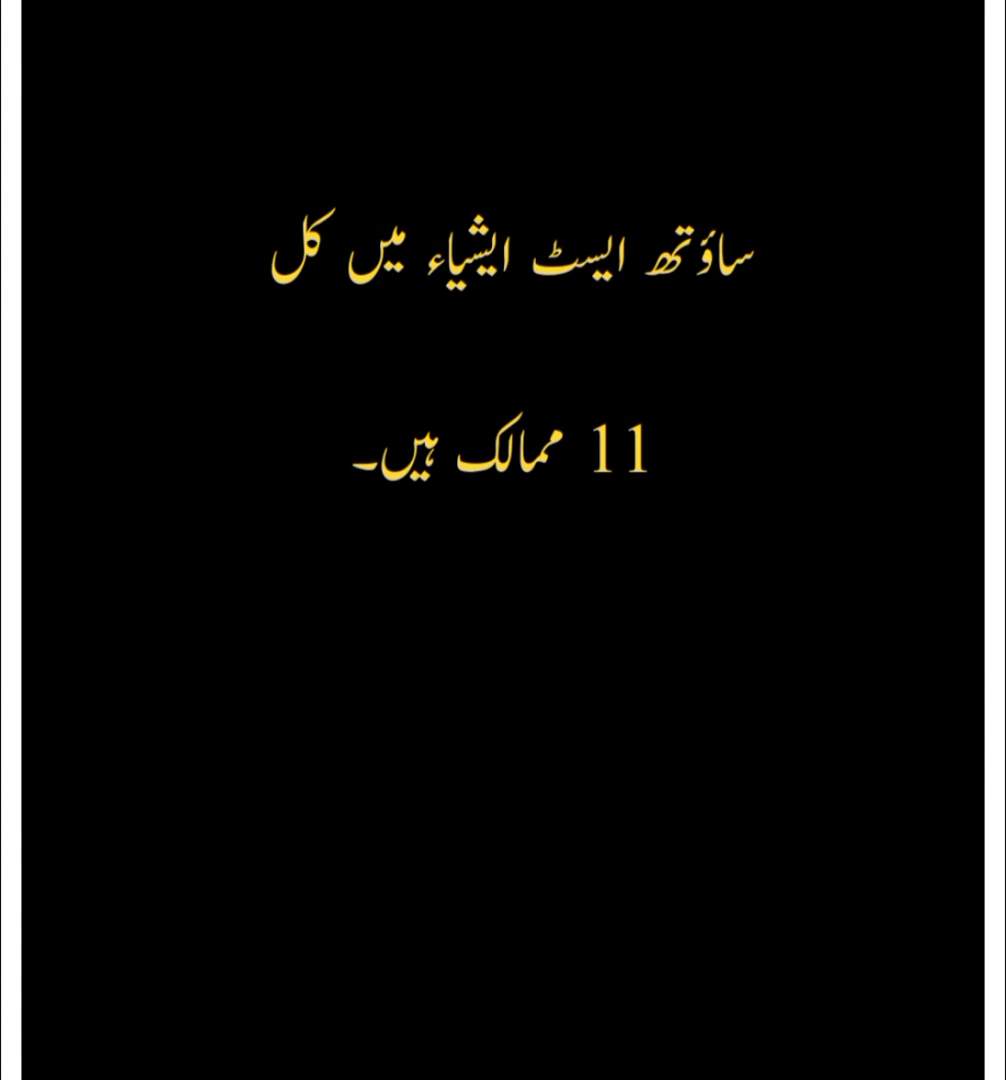 ساؤتھ ایسٹ ایشیاء میں کل
11 ممالک ہیں۔